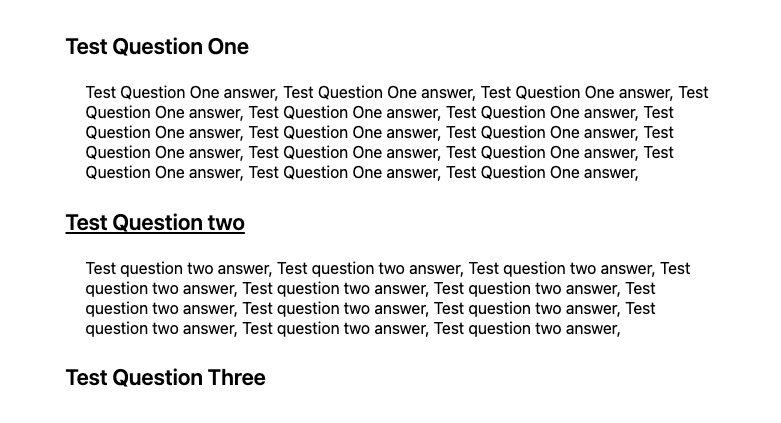 Test Question One
Test Question One answer, Test Question One answer, Test Question One answer, Test
Question One answer, Test Question One answer, Test Question One answer, Test
Question One answer, Test Question One answer, Test Question One answer, Test
Question One answer, Test Question One answer, Test Question One answer, Test
Question One answer, Test Question One answer, Test Question One answer,
Test Question two
Test question two answer, Test question two answer, Test question two answer, Test
question two answer, Test question two answer, Test question two answer, Test
question two answer, Test question two answer, Test question two answer, Test
question two answer, Test question two answer, Test question two answer,
Test Question Three